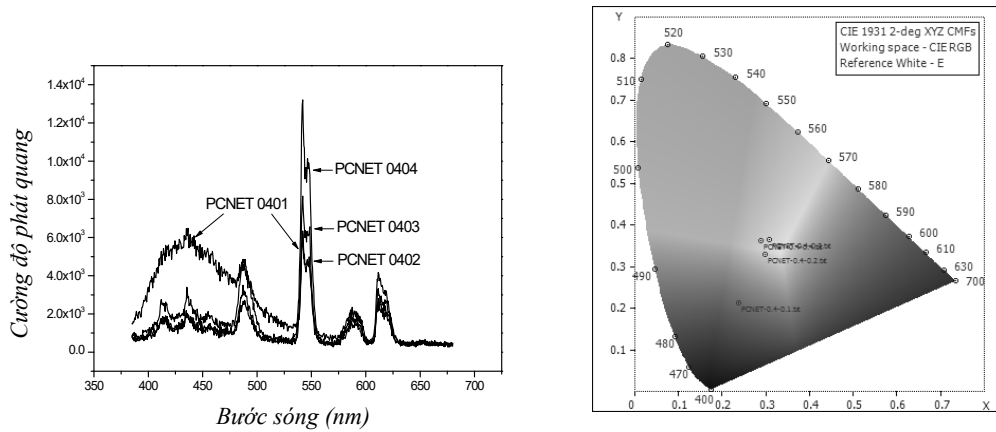 Cường độ phát quang
1.4x10⁴
1.2x10⁴
1.0x10⁴
8.0x10³
6.0x10³
4.0x10³
2.0x10³
0.0
PCNET 0401
PCNET 0404
PCNET 0403
PCNET 0402
350 400 450 500 550 600 650 700
Bước sóng (nm)
Y
CIE 1931 2-deg XYZ CMFs
Working space - CIE RGB
Reference White - E
0.8
0.7
0.6
0.5
0.4
0.3
0.2
0.1
520
530
540
510
550
560
500
570
580
590
600
610
630
700
490
480
470
400
PCNET-0.4-0.2.txt
PCNET-0.4-0.1.txt
0 0.1 0.2 0.3 0.4 0.5 0.6 0.7 0.8
X